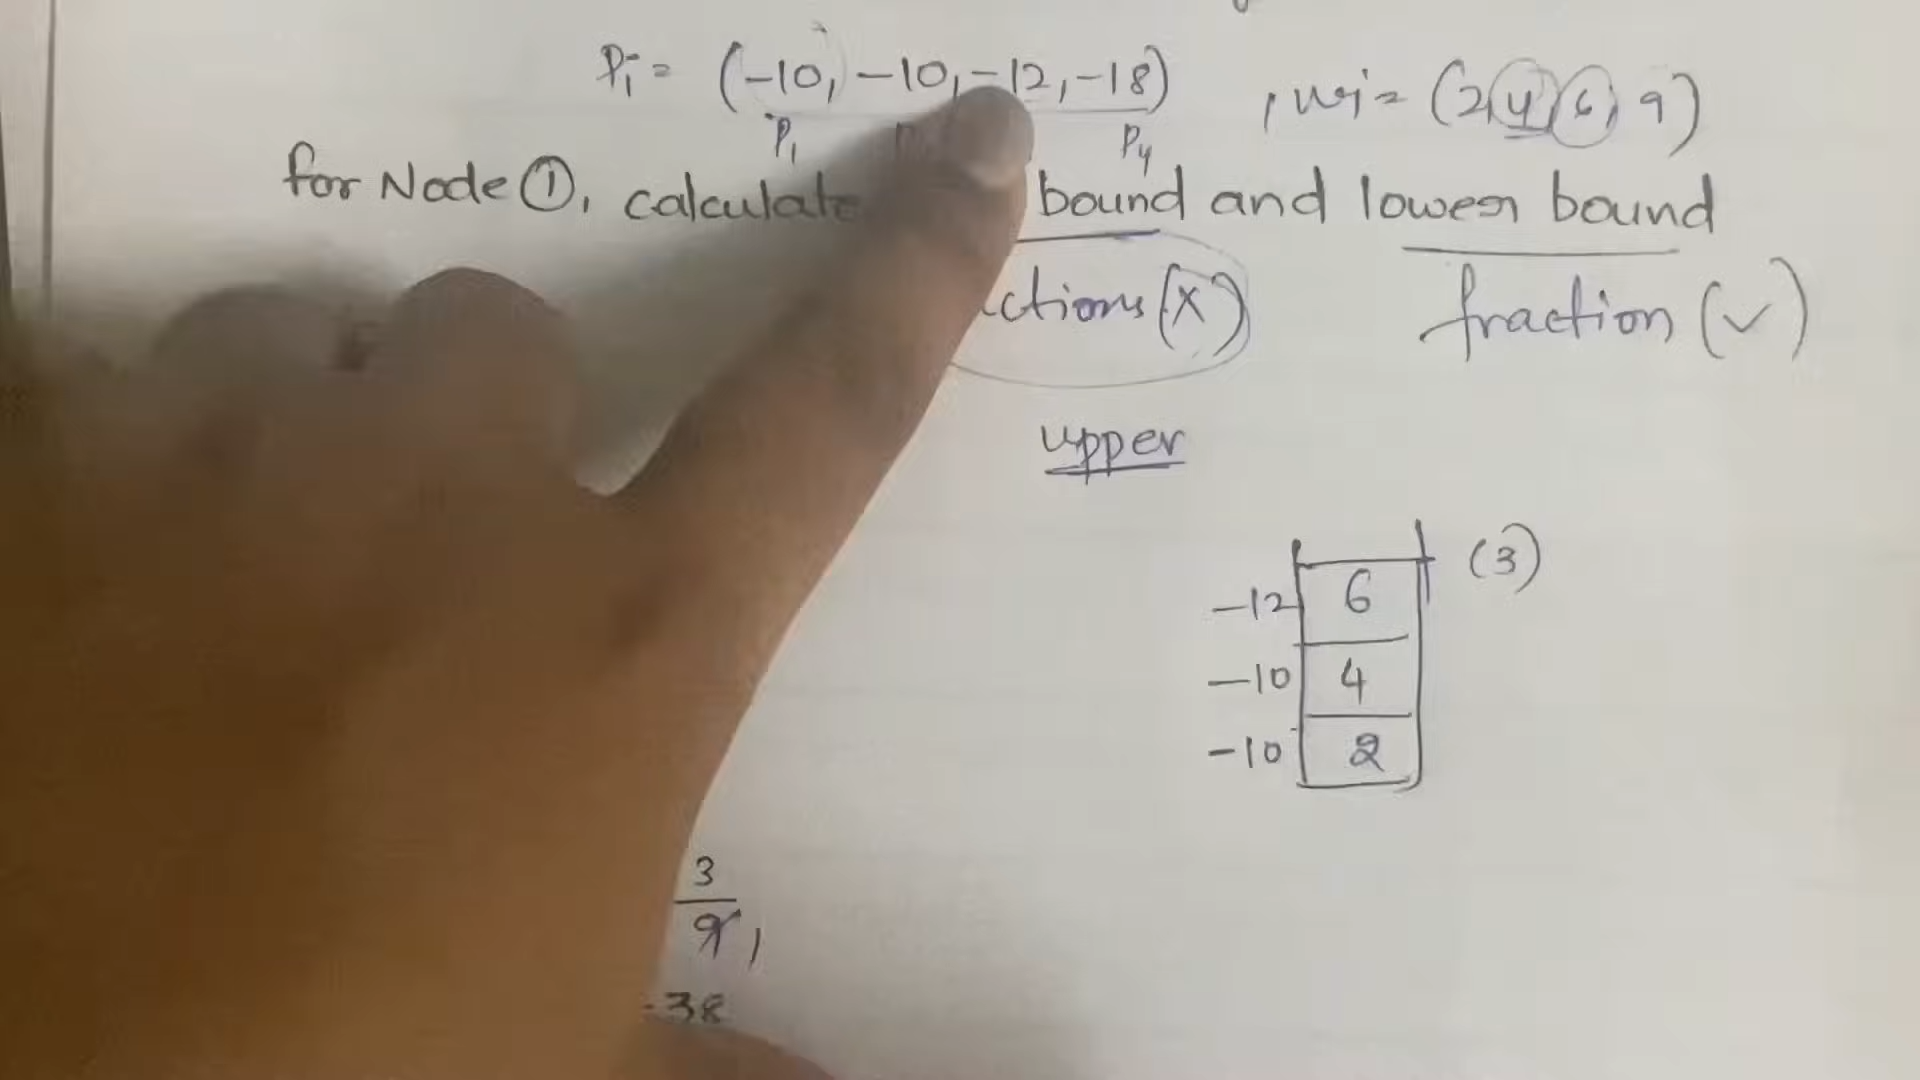 Pi = (-10, -10, -12, -18) , wi = (2, 4, 6, 9)
P1 P4
for Node ①, calculate bound and lower bound
(x) fraction (✓)
upper
(3)
-12 6
-10 4
-10 2
3
9,
-38